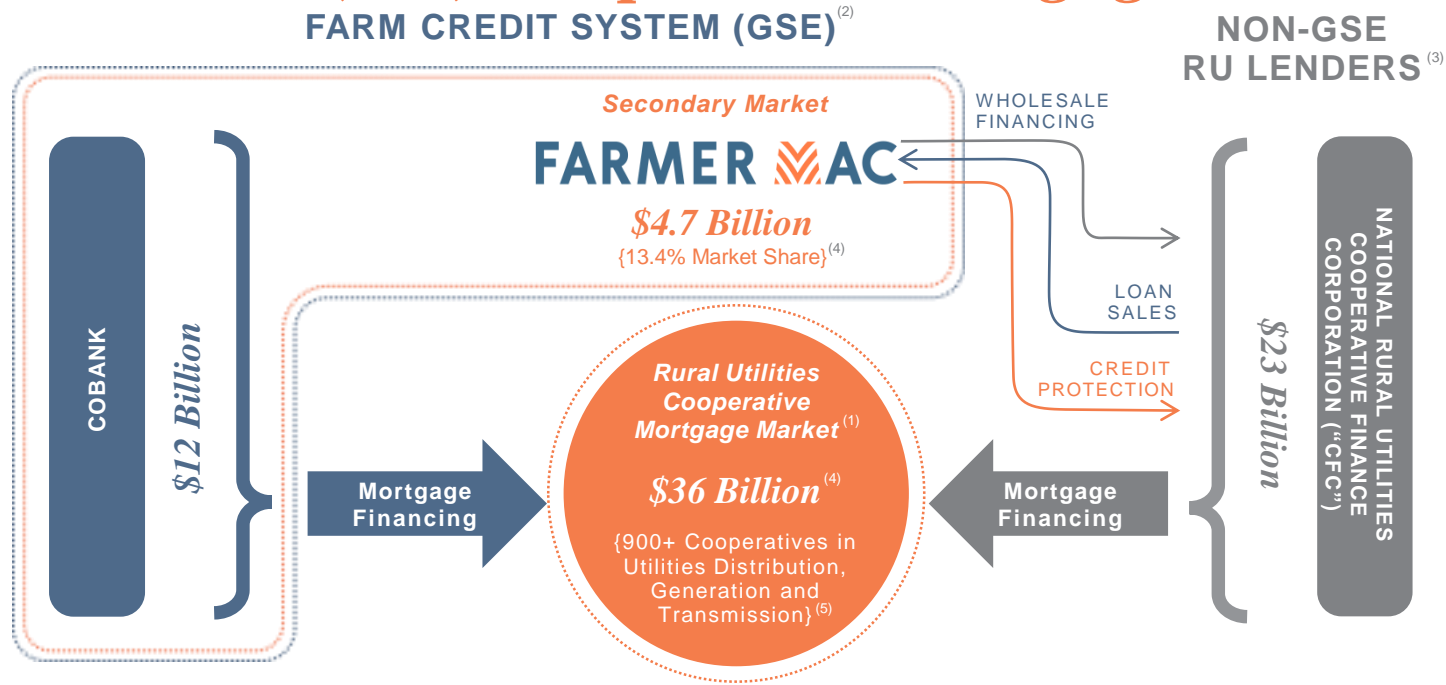 FARM CREDIT SYSTEM (GSE)(2)
NON-GSE
RU LENDERS(3)
Secondary Market
FARMER MAC
$4.7 Billion
{13.4% Market Share}(4)
WHOLESALE
FINANCING
LOAN
SALES
CREDIT
PROTECTION
COBANK
$12 Billion
Mortgage
Financing
Rural Utilities
Cooperative
Mortgage Market(1)
$36 Billion(4)
{900+ Cooperatives in
Utilities Distribution,
Generation and
Transmission}(5)
Mortgage
Financing
$23 Billion
NATIONAL RURAL UTILITIES
COOPERATIVE FINANCE
CORPORATION (“CFC”)